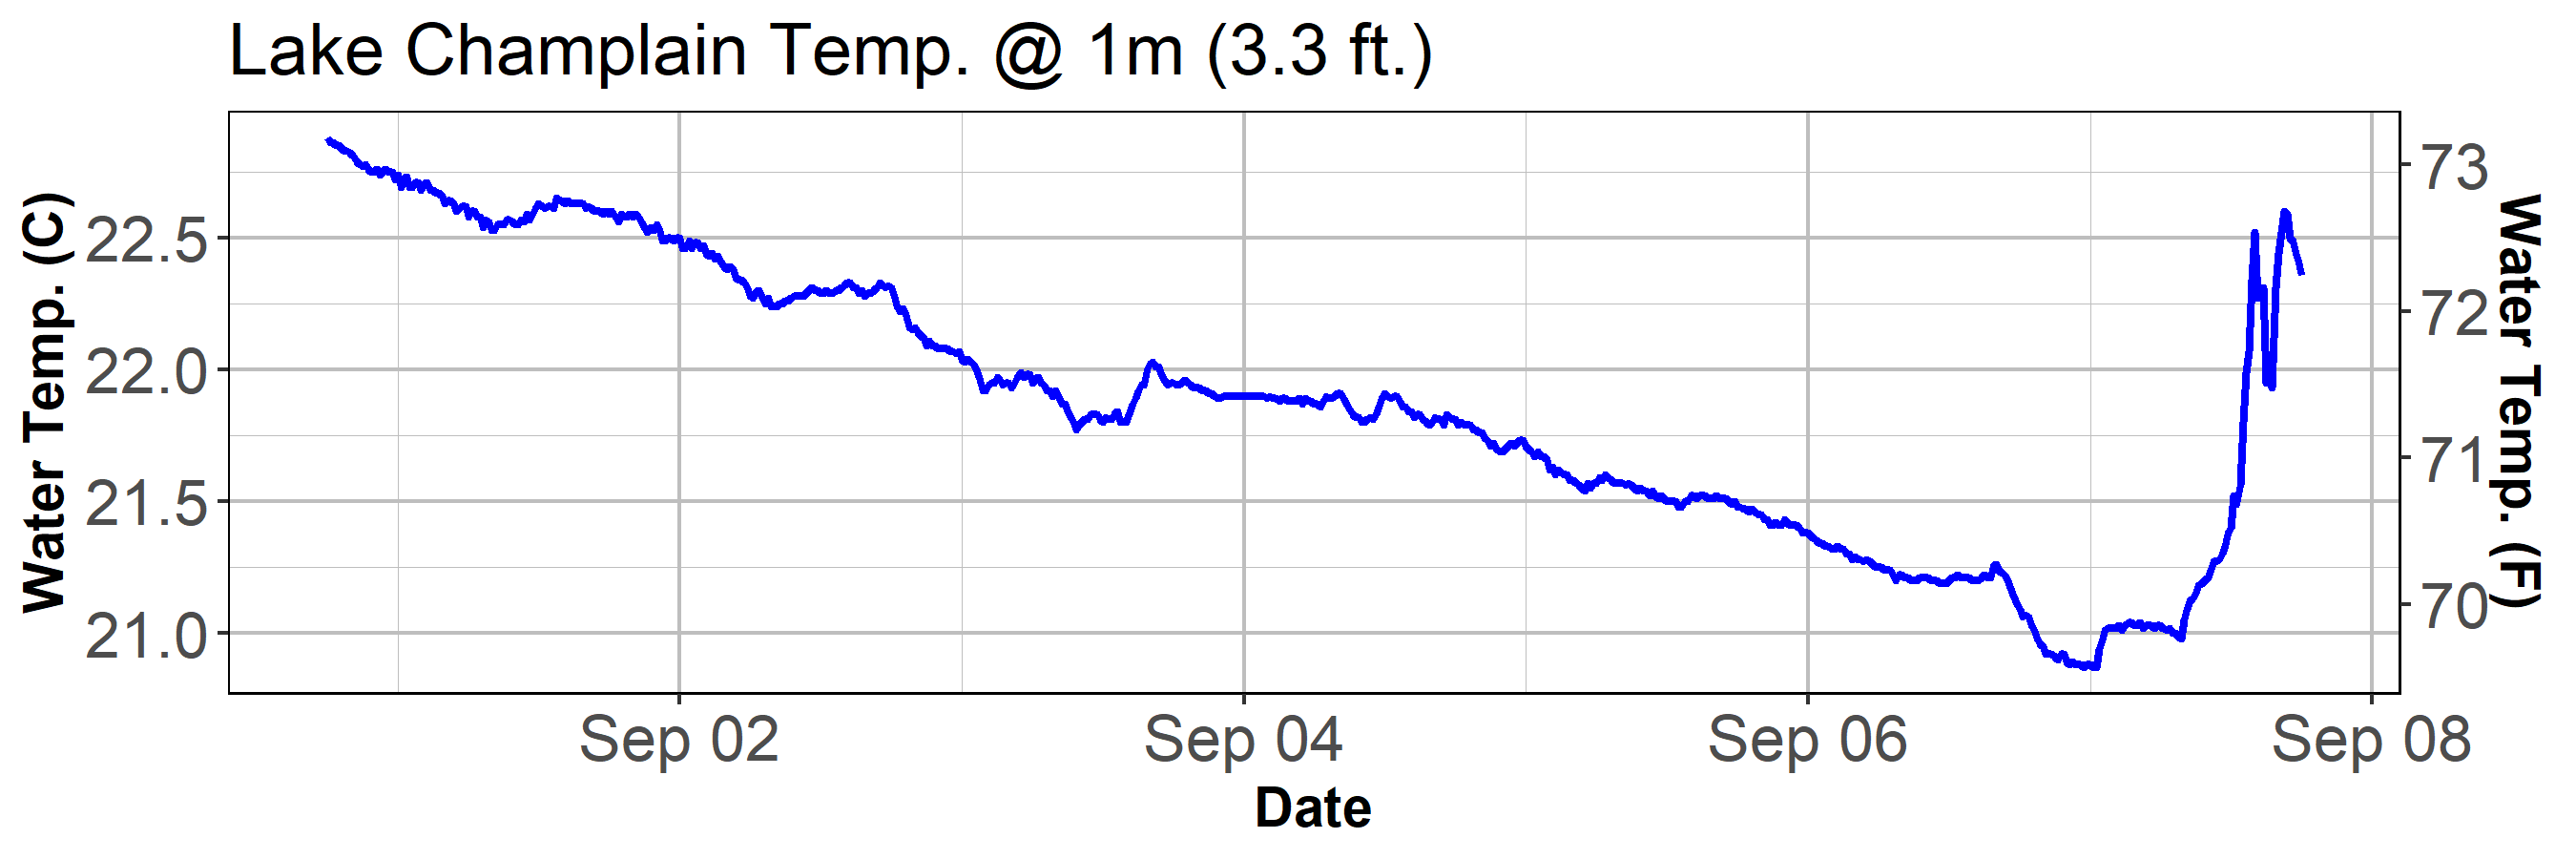 Lake Champlain Temp. @ 1m (3.3 ft.)
Water Temp. (C)
22.5
22.0
21.5
21.0
73
72
71
70
Water Temp. (F)
Sep 02
Sep 04
Sep 06
Sep 08
Date